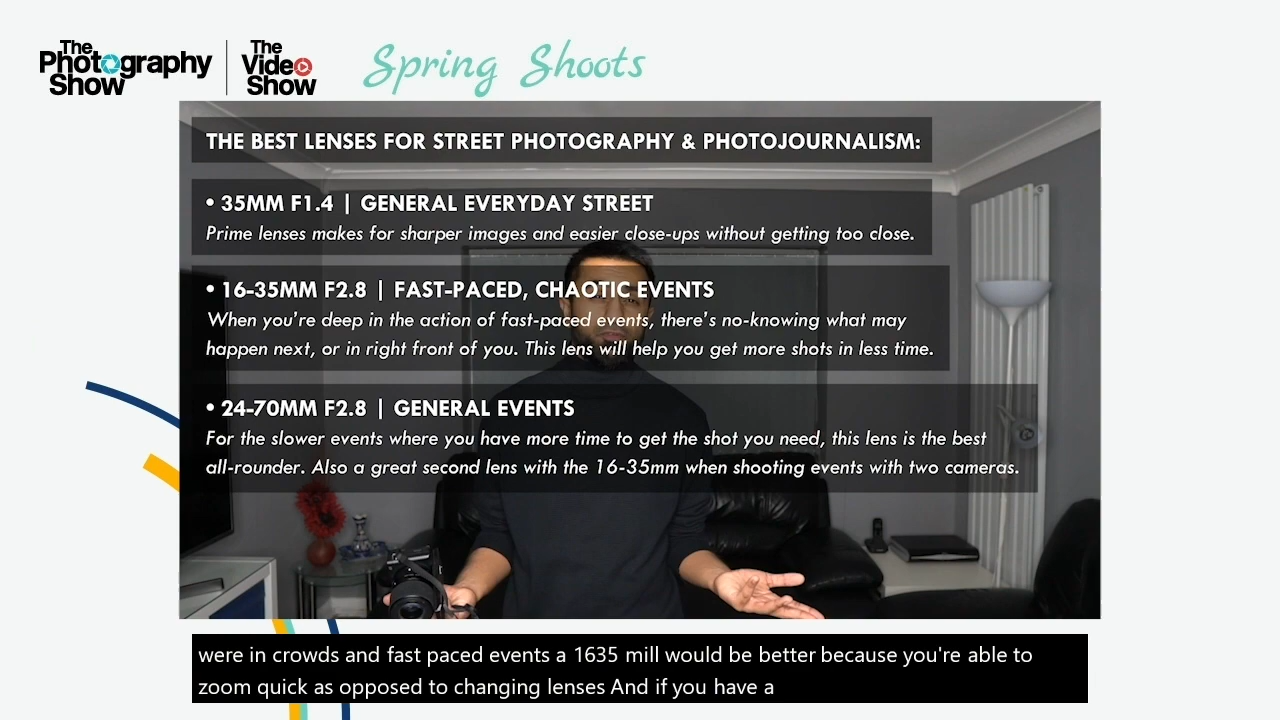 The Photography Show
The Video Show
Spring Shoots
THE BEST LENSES FOR STREET PHOTOGRAPHY & PHOTOJOURNALISM:
• 35MM F1.4 | GENERAL EVERYDAY STREET
Prime lenses makes for sharper images and easier close-ups without getting too close.
• 16-35MM F2.8 | FAST-PACED, CHAOTIC EVENTS
When you're deep in the action of fast-paced events, there's no-knowing what may
happen next, or in right front of you. This lens will help you get more shots in less time.
• 24-70MM F2.8 | GENERAL EVENTS
For the slower events where you have more time to get the shot you need, this lens is the best
all-rounder. Also a great second lens with the 16-35mm when shooting events with two cameras.
were in crowds and fast paced events a 1635 mill would be better because you're able to
zoom quick as opposed to changing lenses And if you have a